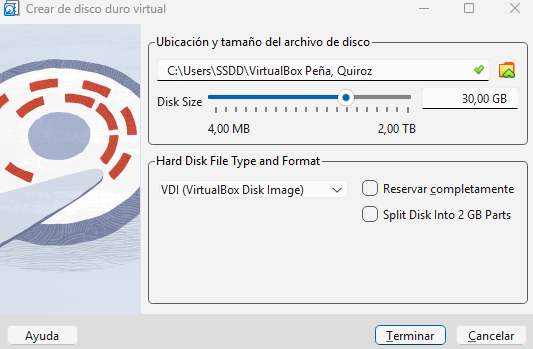 Crear de disco duro virtual
Ubicación y tamaño del archivo de disco
C:\Users\SSDD\VirtualBox Peña, Quiroz
Disk Size
30,00 GB
4,00 MB
2,00 TB
Hard Disk File Type and Format
VDI (VirtualBox Disk Image)
Reservar completamente
Split Disk Into 2 GB Parts
Ayuda
Terminar
Cancelar